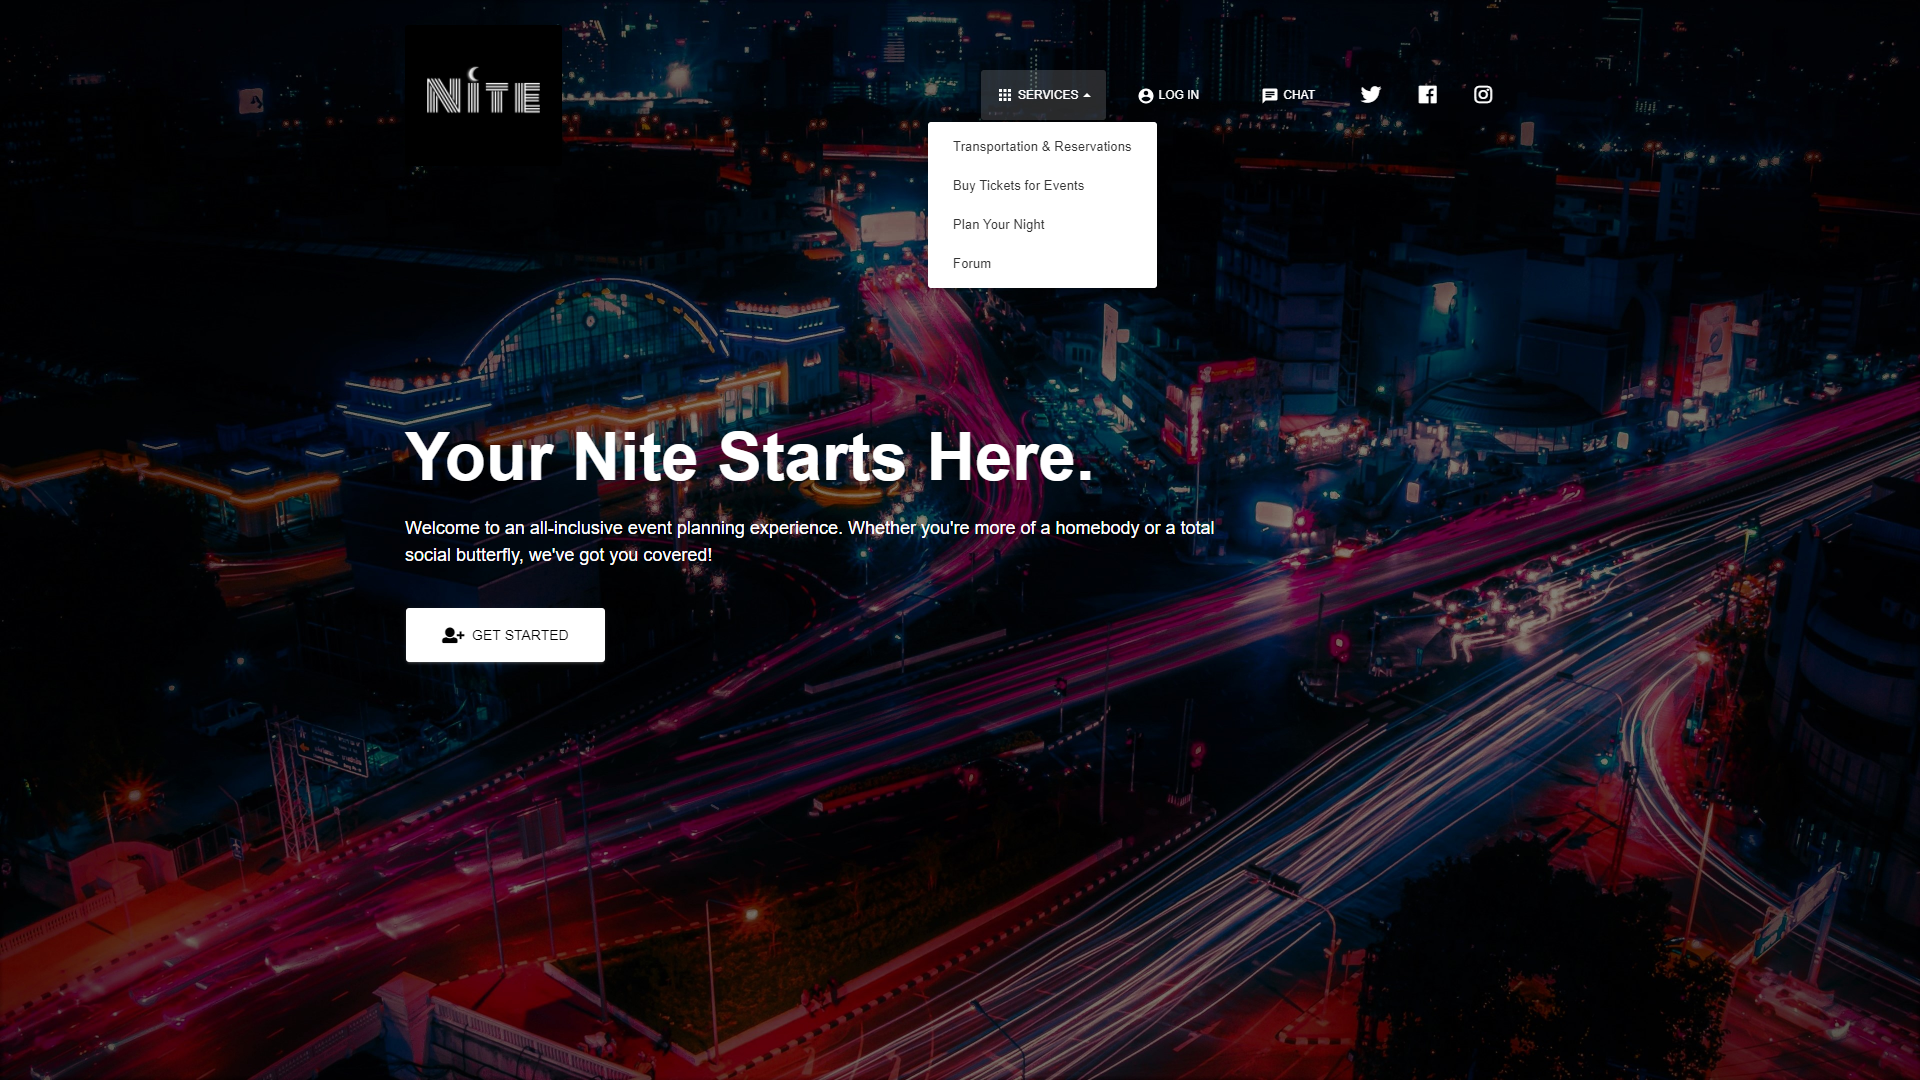 NiTE
SERVICES
LOG IN
CHAT
Transportation & Reservations
Buy Tickets for Events
Plan Your Night
Forum
Your Nite Starts Here.
Welcome to an all-inclusive event planning experience. Whether you're more of a homebody or a total
social butterfly, we've got you covered!
GET STARTED